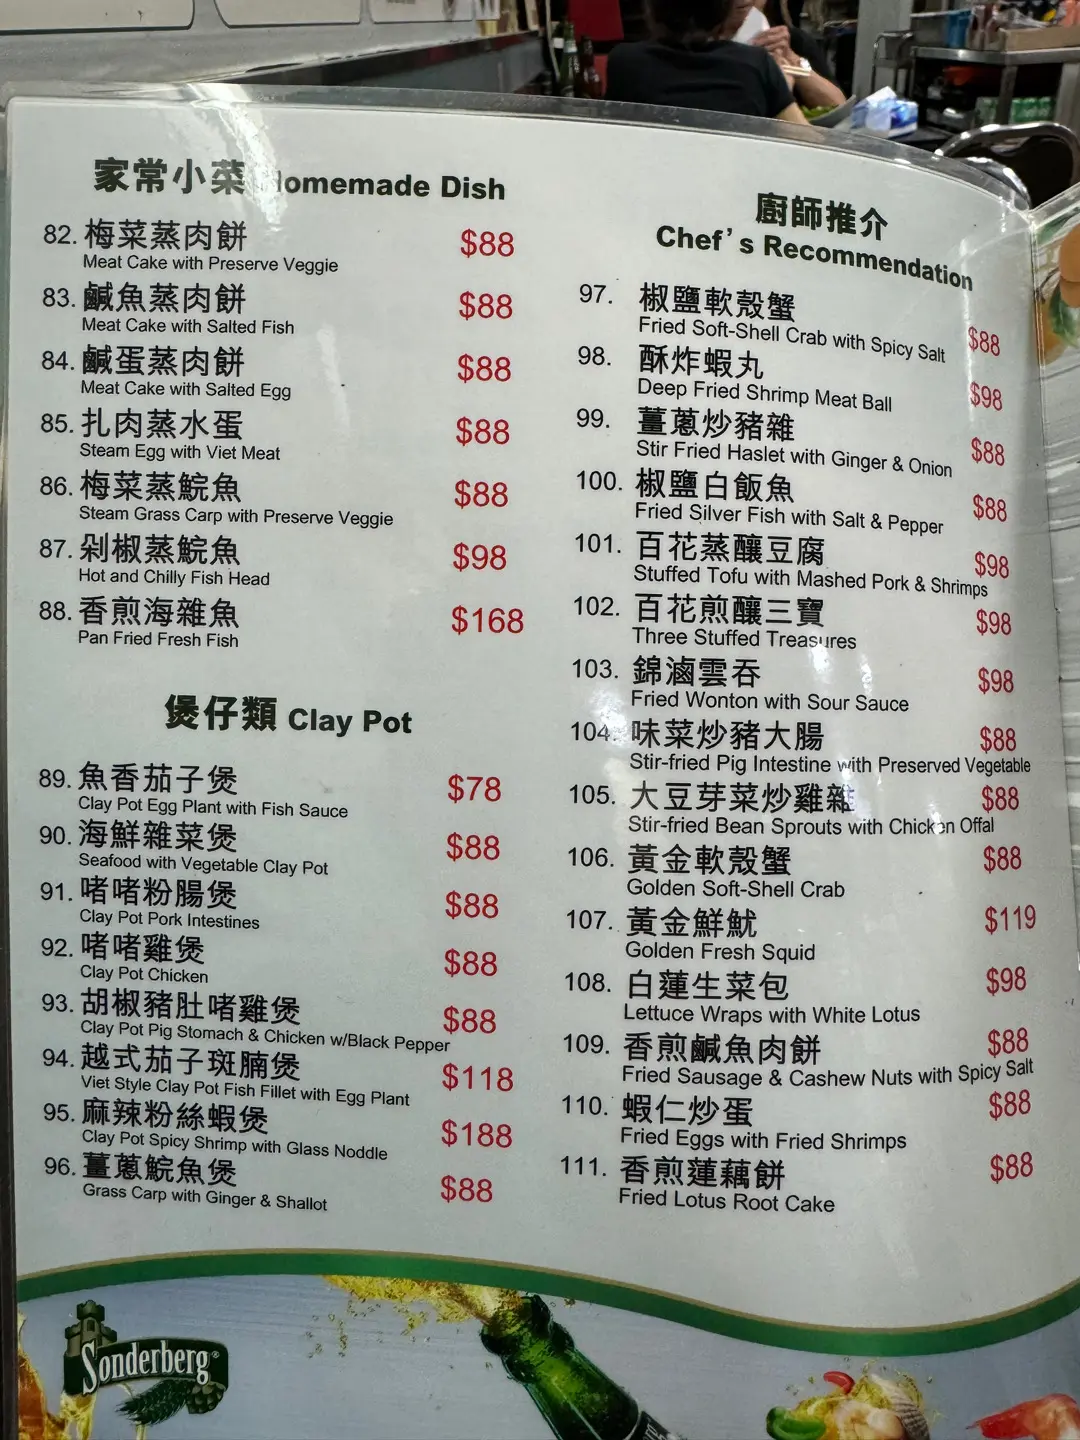 家常小菜 Homemade Dish
82. 梅菜蒸肉餅 $88
Meat Cake with Preserve Veggie
83. 鹹魚蒸肉餅 $88
Meat Cake with Salted Fish
84. 鹹蛋蒸肉餅 $88
Meat Cake with Salted Egg
85. 扎肉蒸水蛋 $88
Steam Egg with Viet Meat
86. 梅菜蒸鯇魚 $88
Steam Grass Carp with Preserve Veggie
87. 剁椒蒸鯇魚 $98
Hot and Chilly Fish Head
88. 香煎海雜魚 $168
Pan Fried Fresh Fish
煲仔類 Clay Pot
89. 魚香茄子煲 $78
Clay Pot Egg Plant with Fish Sauce
90. 海鮮雜菜煲 $88
Seafood with Vegetable Clay Pot
91. 啫啫粉腸煲 $88
Clay Pot Pork Intestines
92. 啫啫雞煲 $88
Clay Pot Chicken
93. 胡椒豬肚啫雞煲 $88
Clay Pot Pig Stomach & Chicken w/Black Pepper
94. 越式茄子斑腩煲 $118
Viet Style Clay Pot Fish Fillet with Egg Plant
95. 麻辣粉絲蝦煲 $188
Clay Pot Spicy Shrimp with Glass Noddle
96. 薑蔥鯇魚煲 $88
Grass Carp with Ginger & Shallot
廚師推介
Chef's Recommendation
97. 椒鹽軟殼蟹 $88
Fried Soft-Shell Crab with Spicy Salt
98. 酥炸蝦丸 $98
Deep Fried Shrimp Meat Ball
99. 薑蔥炒豬雜 $88
Stir Fried Haslet with Ginger & Onion
100. 椒鹽白飯魚 $88
Fried Silver Fish with Salt & Pepper
101. 百花蒸釀豆腐 $98
Stuffed Tofu with Mashed Pork & Shrimps
102. 百花煎釀三寶 $98
Three Stuffed Treasures
103. 錦滷雲吞 $98
Fried Wonton with Sour Sauce
104. 味菜炒豬大腸 $88
Stir-fried Pig Intestine with Preserved Vegetable
105. 大豆芽菜炒雞雜 $88
Stir-fried Bean Sprouts with Chicken Offal
106. 黃金軟殼蟹 $88
Golden Soft-Shell Crab
107. 黃金鮮魷 $119
Golden Fresh Squid
108. 白蓮生菜包 $98
Lettuce Wraps with White Lotus
109. 香煎鹹魚肉餅 $88
Fried Sausage & Cashew Nuts with Spicy Salt
110. 蝦仁炒蛋 $88
Fried Eggs with Fried Shrimps
111. 香煎蓮藕餅 $88
Fried Lotus Root Cake
Sonderberg®